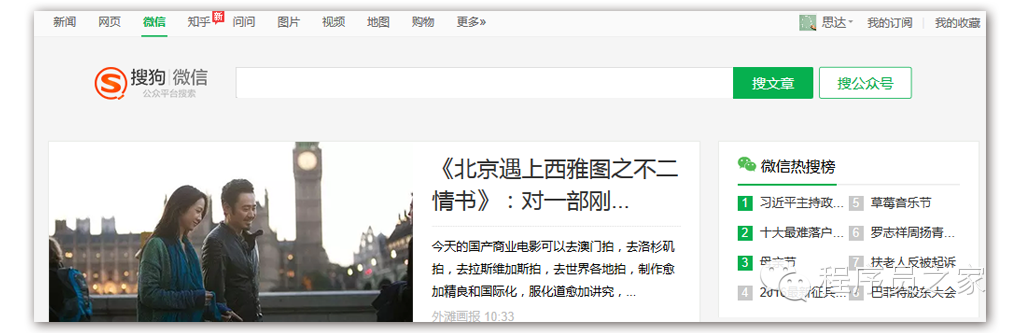 新闻 网页 微信 知乎 新 问问 图片 视频 地图 购物 更多» 思达 我的订阅 我的收藏
搜狗 微信
公众平台搜索
搜文章 搜公众号
《北京遇上西雅图之不二
情书》：对一部刚...
今天的国产商业电影可以去澳门拍，去洛杉矶
拍，去拉斯维加斯拍，去世界各地拍，制作愈
加精良和国际化，服化道愈加讲究，...
外滩画报 10:33
微信热搜榜
1 习近平主持政... 5 草莓音乐节
2 十大最难落户... 6 罗志祥周扬青...
3 母亲节 7 扶老人反被起诉
4 巴菲特股东大会
程序员之家